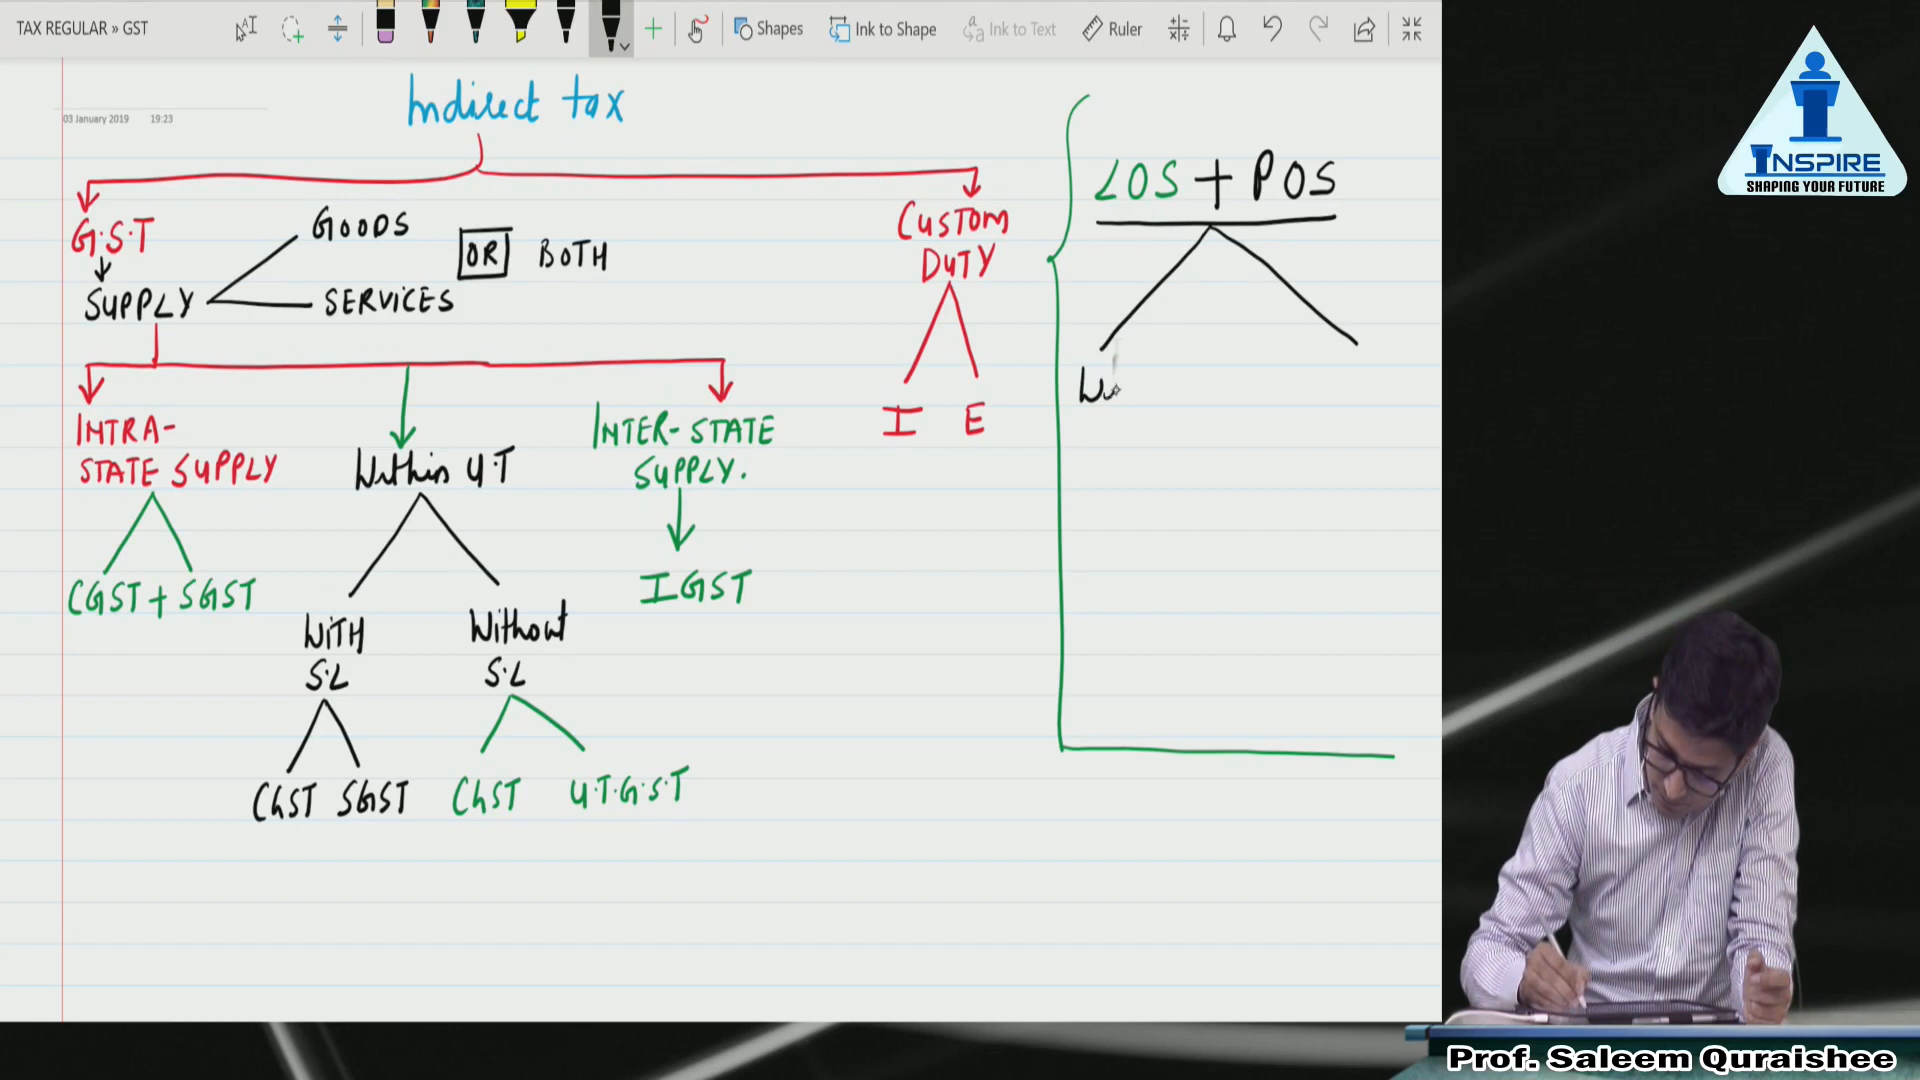 TAX REGULAR » GST
Shapes
Ink to Shape
Ink to Text
Ruler
03 January 2019 19:23
Indirect tax
G.S.T
SUPPLY
GOODS
SERVICES
OR BOTH
CUSTOM
DUTY
I E
INTRA-
STATE SUPPLY
CGST + SGST
Within U.T
WITH
S.L
CGST SGST
Without
S.L
CGST U.T.G.S.T
INTER-STATE
SUPPLY.
IGST
LOS + POS
INSPIRE
SHAPING YOUR FUTURE
Prof. Saleem Quraishee